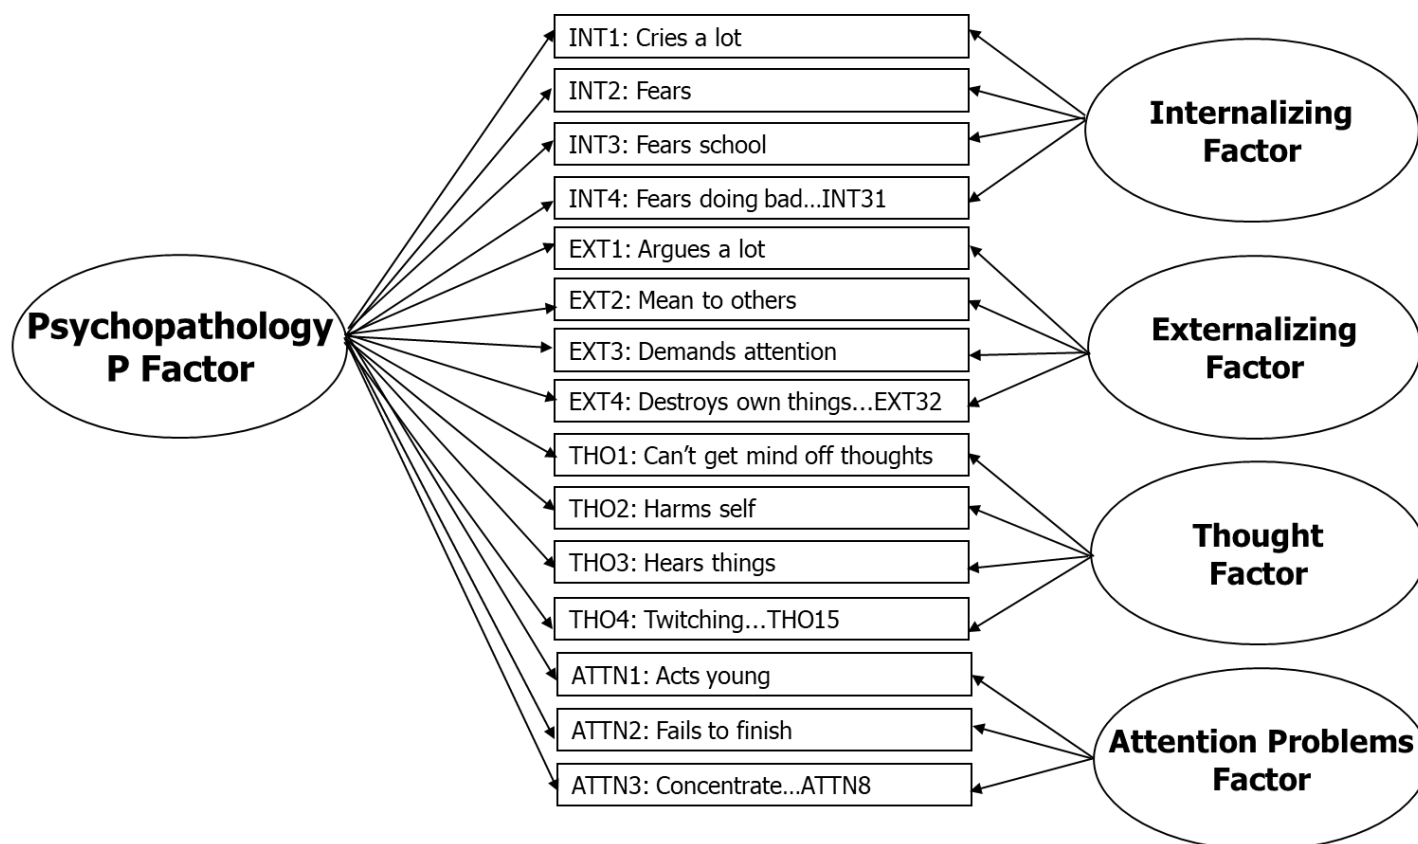 Psychopathology
P Factor
INT1: Cries a lot
INT2: Fears
INT3: Fears school
INT4: Fears doing bad...INT31
EXT1: Argues a lot
EXT2: Mean to others
EXT3: Demands attention
EXT4: Destroys own things...EXT32
THO1: Can't get mind off thoughts
THO2: Harms self
THO3: Hears things
THO4: Twitching...THO15
ATTN1: Acts young
ATTN2: Fails to finish
ATTN3: Concentrate...ATTN8
Internalizing
Factor
Externalizing
Factor
Thought
Factor
Attention Problems
Factor